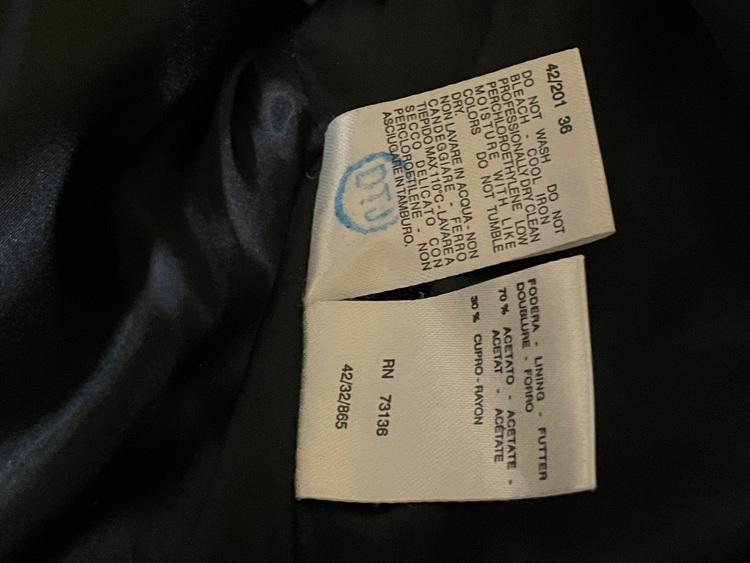 42/201 36
DO NOT WASH DO NOT
BLEACH - COOL IRON
PROFESSIONALLY DRY CLEAN
PERCHLOROETHYLENE LOW
MOISTURE WITH LIKE
COLORS DO NOT TUMBLE
DRY.
NON LAVARE IN ACQUA - NON
CANDEGGIARE - FERRO
TIEPIDO MAX 110°C - LAVARE A
SECCO DELICATO CON
PERCLOROETILENE - NON
ASCIUGARE IN TAMBURO.
DTJ
FODERA - LINING - FUTTER
DOUBLURE - FORRO
70 % ACETATO - ACETATE -
ACETAT - ACÉTATE
30 % CUPRO - RAYON
RN 73136
42/32/865